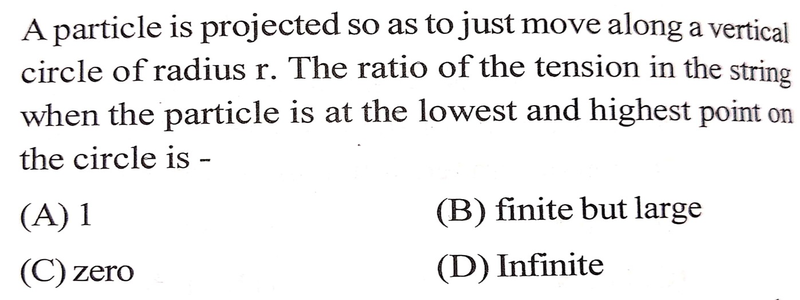 A particle is projected so as to just move along a vertical
circle of radius r. The ratio of the tension in the string
when the particle is at the lowest and highest point on
the circle is -
(A) 1 (B) finite but large
(C) zero (D) Infinite